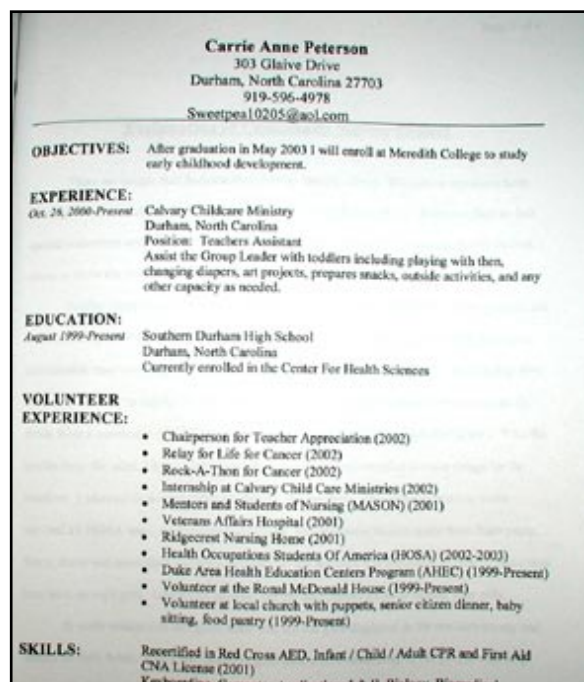 Carrie Anne Peterson
303 Glaive Drive
Durham, North Carolina 27703
919-596-4978
Sweetpea10205@aol.com
OBJECTIVES: After graduation in May 2003 I will enroll at Meredith College to study
early childhood development.
EXPERIENCE:
Oct. 26, 2000-Present Calvary Childcare Ministry
Durham, North Carolina
Position: Teachers Assistant
Assist the Group Leader with toddlers including playing with then,
changing diapers, art projects, prepares snacks, outside activities, and any
other capacity as needed.
EDUCATION:
August 1999-Present Southern Durham High School
Durham, North Carolina
Currently enrolled in the Center For Health Sciences
VOLUNTEER
EXPERIENCE:
• Chairperson for Teacher Appreciation (2002)
• Relay for Life for Cancer (2002)
• Rock-A-Thon for Cancer (2002)
• Internship at Calvary Child Care Ministries (2002)
• Mentors and Students of Nursing (MASON) (2001)
• Veterans Affairs Hospital (2001)
• Ridgecrest Nursing Home (2001)
• Health Occupations Students Of America (HOSA) (2002-2003)
• Duke Area Health Education Centers Program (AHEC) (1999-Present)
• Volunteer at the Ronal McDonald House (1999-Present)
• Volunteer at local church with puppets, senior citizen dinner, baby
sitting, food pantry (1999-Present)
SKILLS: Recertified in Red Cross AED, Infant / Child / Adult CPR and First Aid
CNA License (2001)